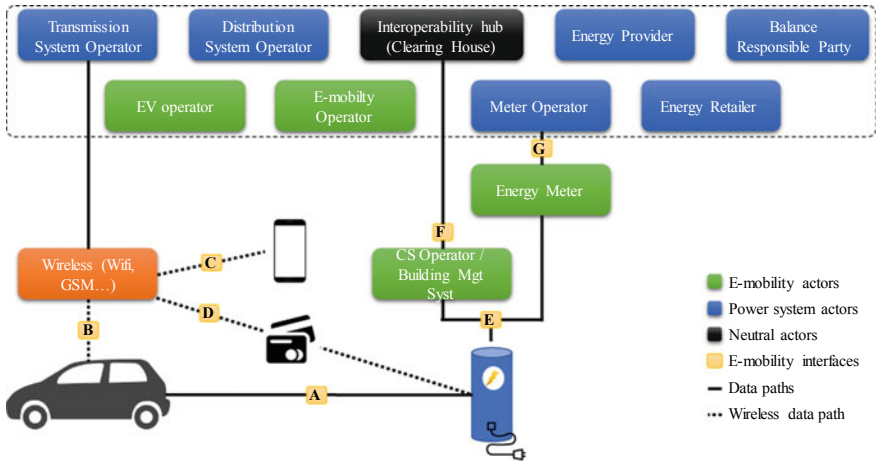 Transmission
System Operator
Distribution
System Operator
Interoperability hub
(Clearing House)
Energy Provider
Balance
Responsible Party
EV operator
E-mobilty
Operator
Meter Operator
Energy Retailer
G
Energy Meter
F
Wireless (Wifi,
GSM…)
C
CS Operator /
Building Mgt
Syst
D
B
E
A
E-mobility actors
Power system actors
Neutral actors
E-mobility interfaces
Data paths
Wireless data path